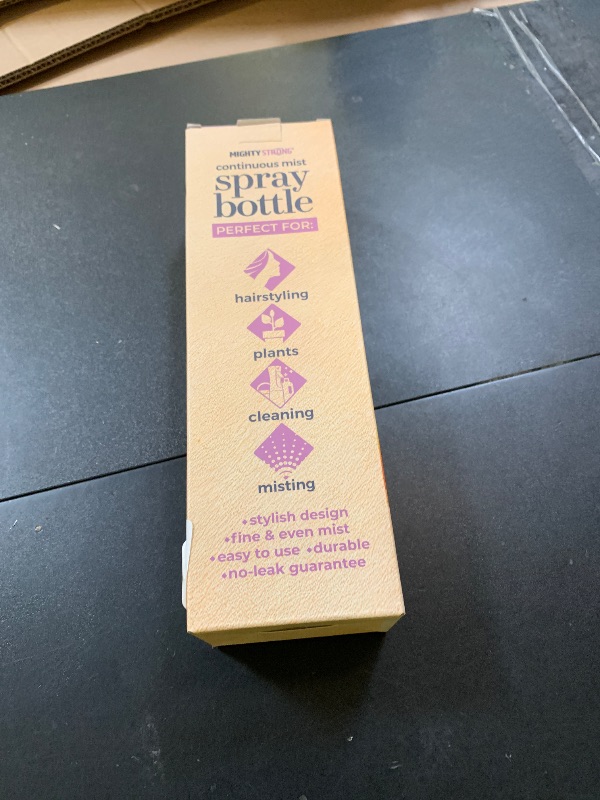 MIGHTY STRONG
continuous mist
spray
bottle
PERFECT FOR:
hairstyling
plants
cleaning
misting
•stylish design
•fine & even mist
•easy to use •durable
•no-leak guarantee